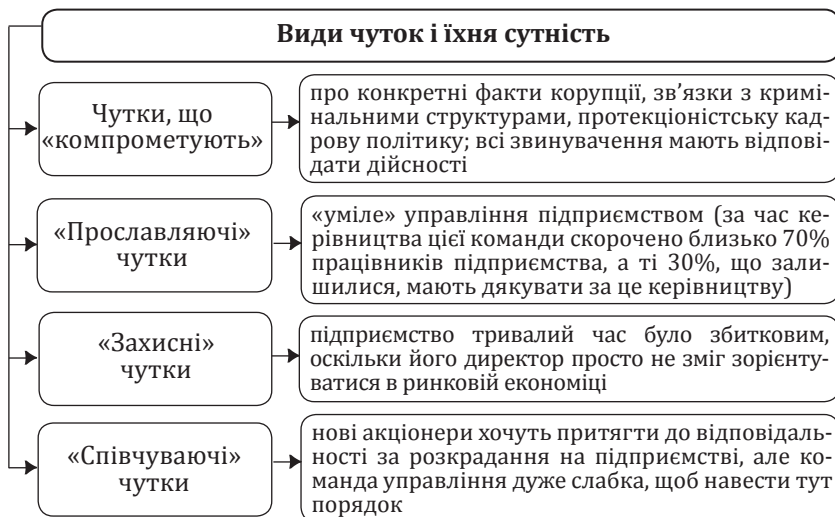 Види чуток і їхня сутність
Чутки, що
«компрометують»
про конкретні факти корупції, зв’язки з кримі-
нальними структурами, протекціоністську кад-
рову політику; всі звинувачення мають відпові-
дати дійсності
«Прославляючі»
чутки
«уміле» управління підприємством (за час ке-
рівництва цієї команди скорочено близько 70%
працівників підприємства, а ті 30%, що зали-
шилися, мають дякувати за це керівництву)
«Захисні»
чутки
підприємство тривалий час було збитковим,
оскільки його директор просто не зміг зорієнту-
ватися в ринковій економіці
«Співчуваючі»
чутки
нові акціонери хочуть притягти до відповідаль-
ності за розкрадання на підприємстві, але ко-
манда управління дуже слабка, щоб навести тут
порядок